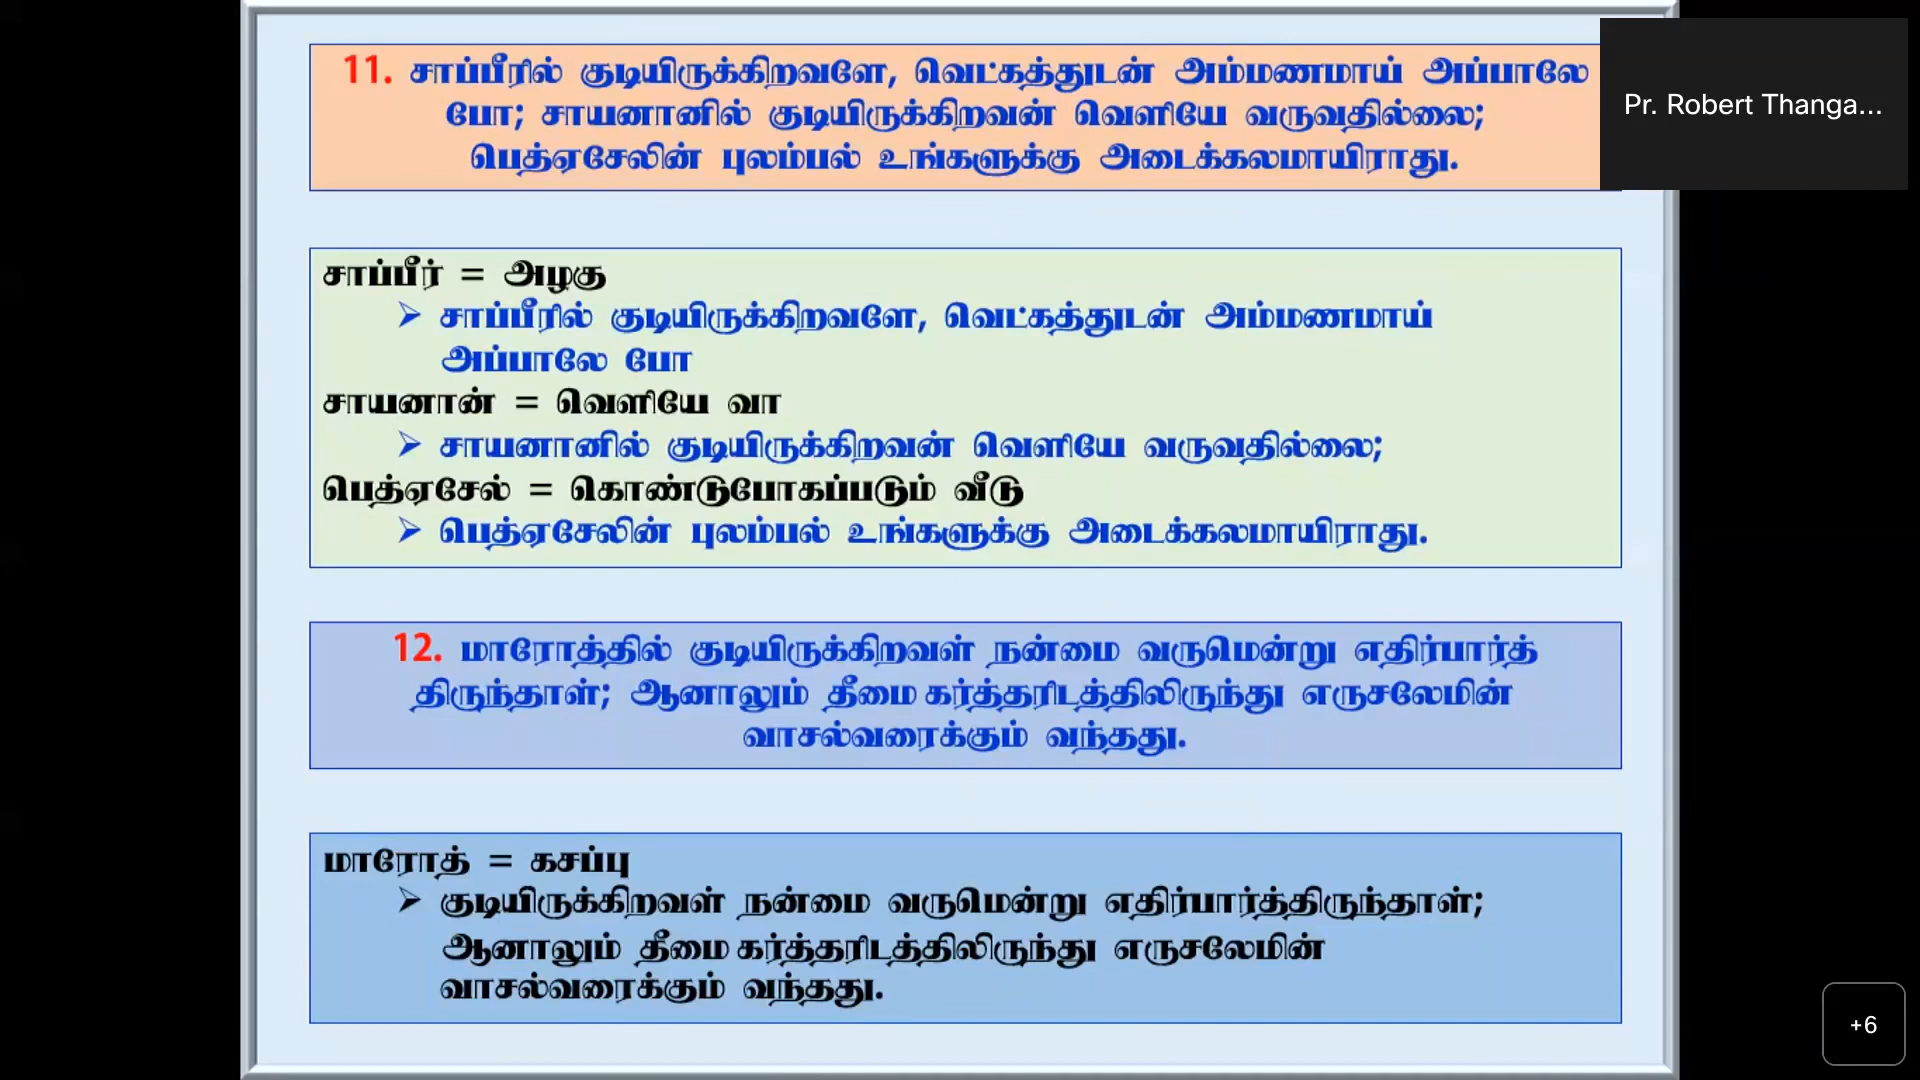 11. சாப்பீரில் குடியிருக்கிறவளே, வெட்கத்துடன் அம்மணமாய் அப்பாலே
போ; சாயனானில் குடியிருக்கிறவன் வெளியே வருவதில்லை;
பெத்ஏசேலின் புலம்பல் உங்களுக்கு அடைக்கலமாயிராது.
Pr. Robert Thanga...
சாப்பீர் = அழகு
➢ சாப்பீரில் குடியிருக்கிறவளே, வெட்கத்துடன் அம்மணமாய்
அப்பாலே போ
சாயனான் = வெளியே வா
➢ சாயனானில் குடியிருக்கிறவன் வெளியே வருவதில்லை;
பெத்ஏசேல் = கொண்டுபோகப்படும் வீடு
➢ பெத்ஏசேலின் புலம்பல் உங்களுக்கு அடைக்கலமாயிராது.
12. மாரோத்தில் குடியிருக்கிறவள் நன்மை வருமென்று எதிர்பார்த்
திருந்தாள்; ஆனாலும் தீமை கர்த்தரிடத்திலிருந்து எருசலேமின்
வாசல்வரைக்கும் வந்தது.
மாரோத் = கசப்பு
➢ குடியிருக்கிறவள் நன்மை வருமென்று எதிர்பார்த்திருந்தாள்;
ஆனாலும் தீமை கர்த்தரிடத்திலிருந்து எருசலேமின்
வாசல்வரைக்கும் வந்தது.
+6